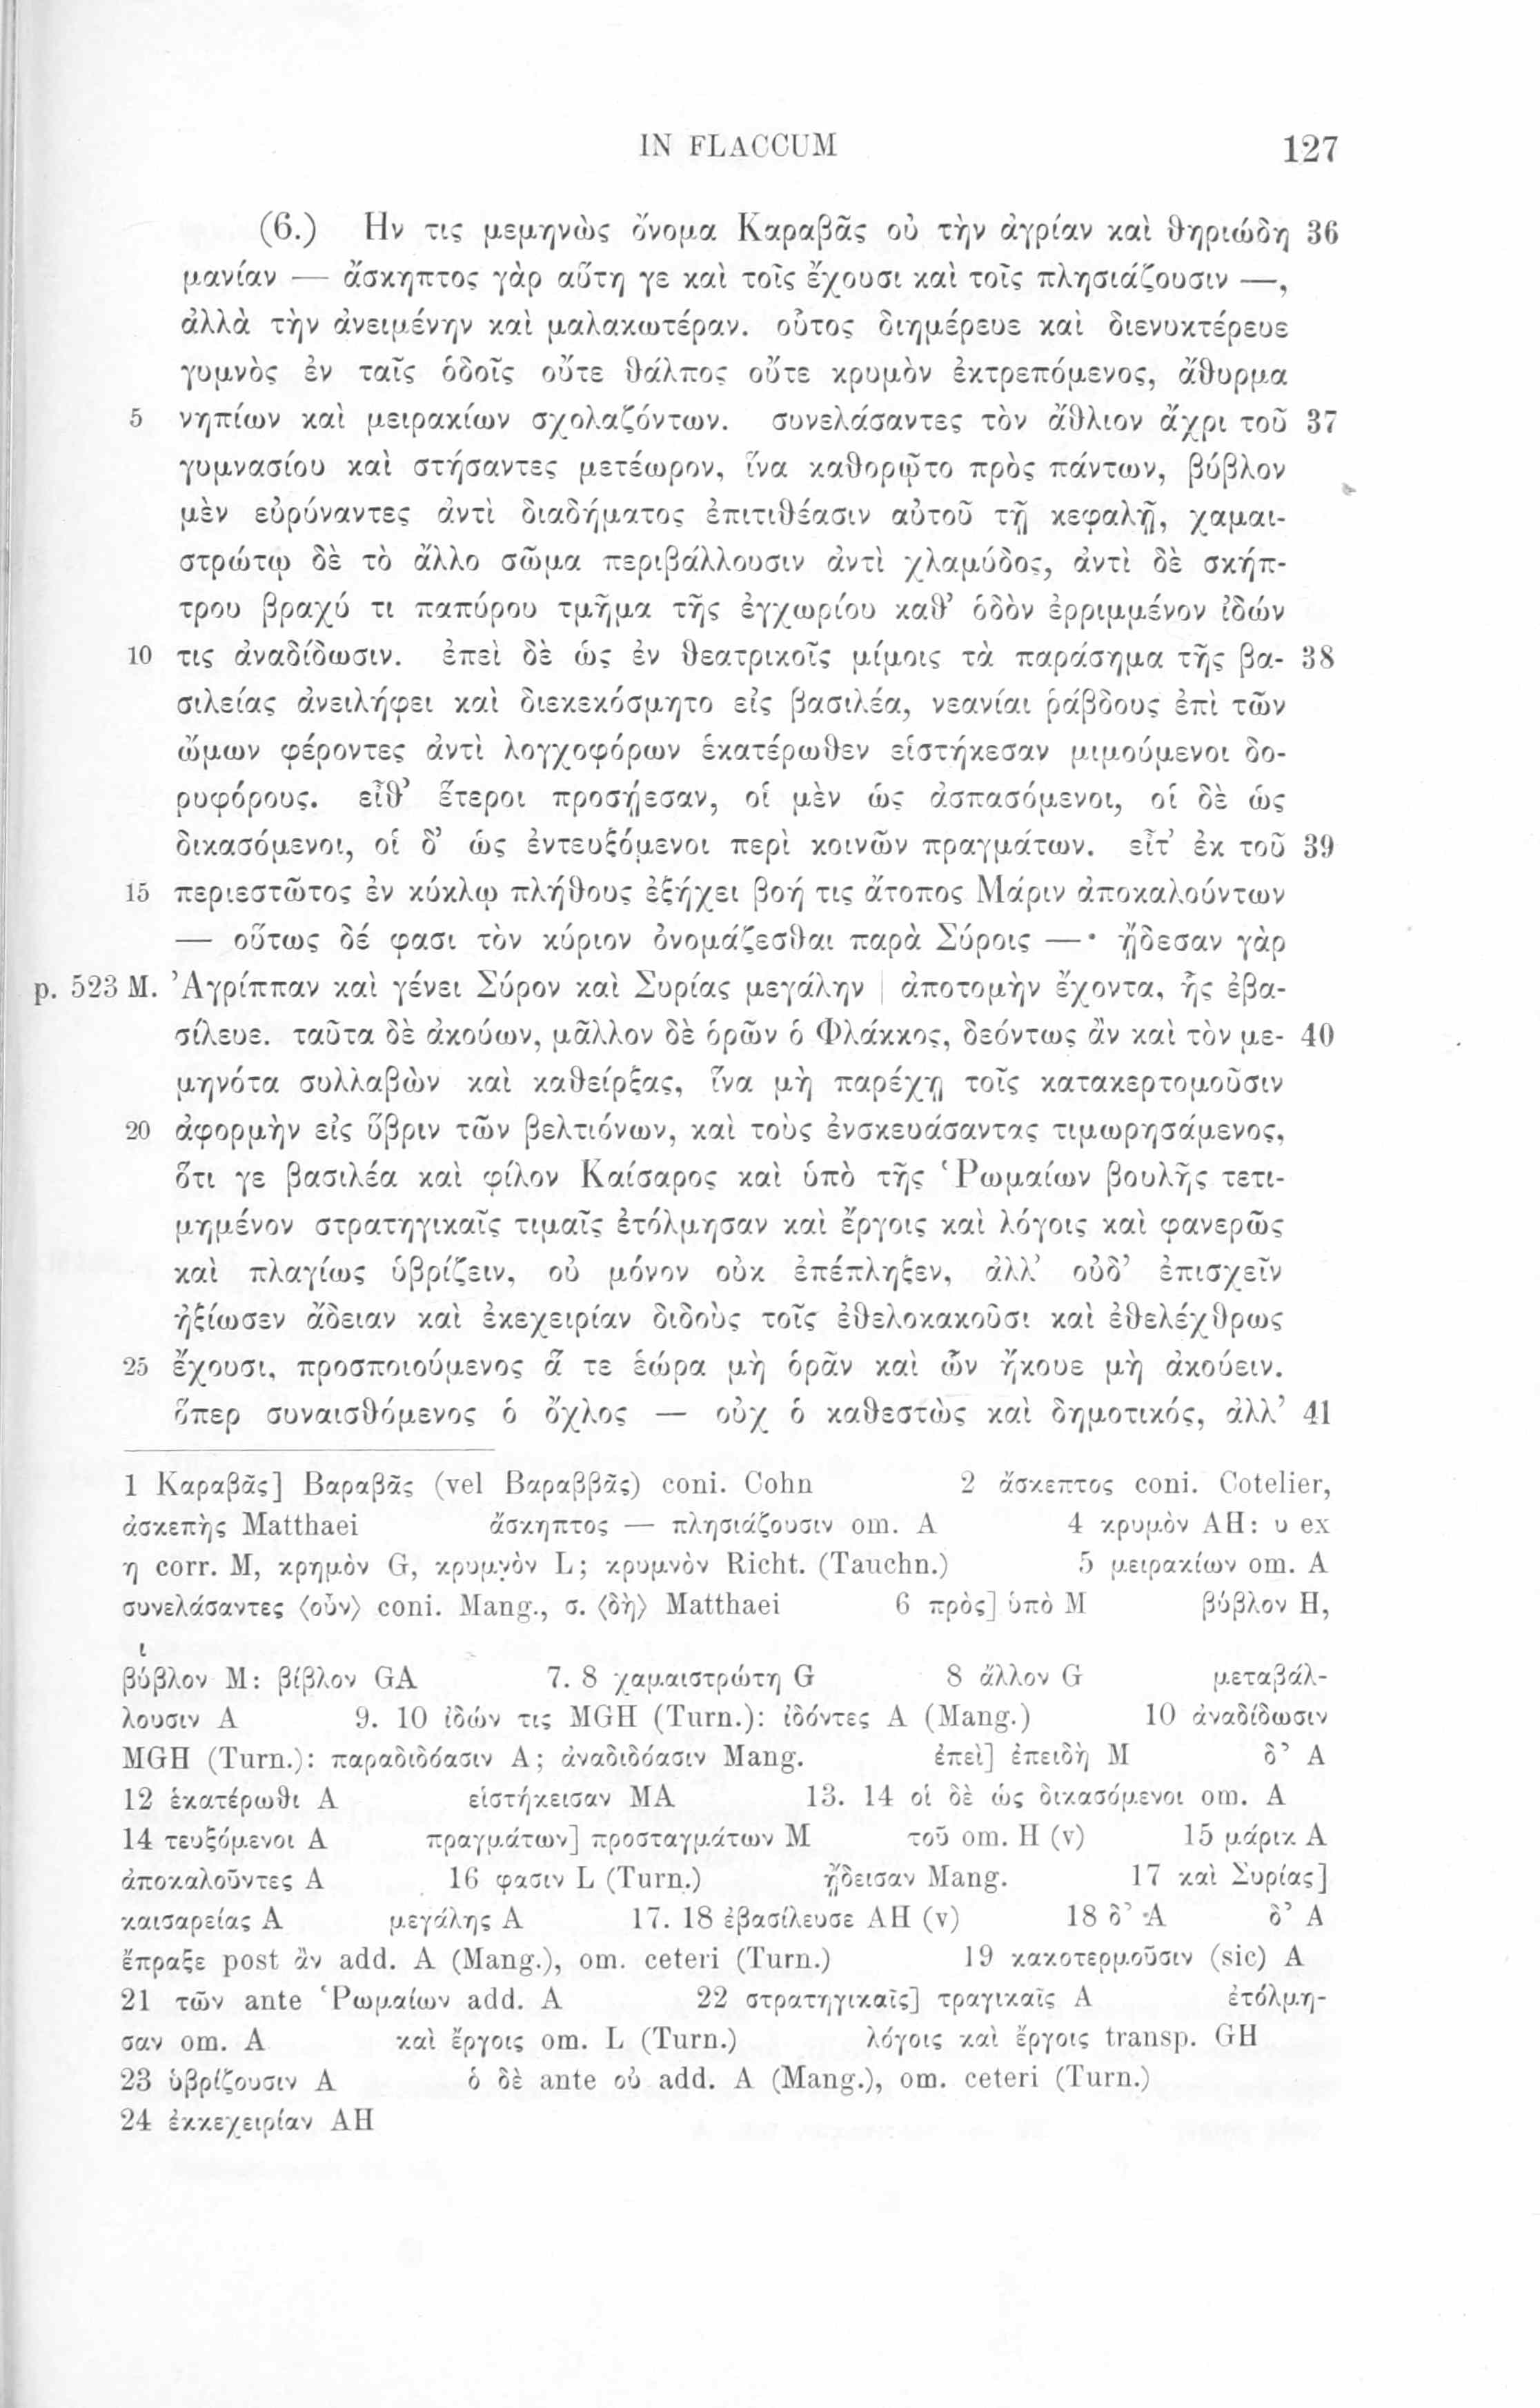 IN FLACCUM 127
(6.) Ην τις μεμηνὼς ὄνομα Καραβᾶς οὐ τὴν ἀγρίαν καὶ θηριώδη 36
μανίαν — ἄσκηπτος γὰρ αὕτη γε καὶ τοῖς ἔχουσι καὶ τοῖς πλησιάζουσιν —,
ἀλλὰ τὴν ἀνειμένην καὶ μαλακωτέραν. οὗτος διημέρευε καὶ διενυκτέρευε
γυμνὸς ἐν ταῖς ὁδοῖς οὔτε θάλπος οὔτε κρυμὸν ἐκτρεπόμενος, ἄθυρμα
5 νηπίων καὶ μειρακίων σχολαζόντων. συνελάσαντες τὸν ἄθλιον ἄχρι τοῦ 37
γυμνασίου καὶ στήσαντες μετέωρον, ἵνα καθορῷτο πρὸς πάντων, βύβλον
μὲν εὐρύναντες ἀντὶ διαδήματος ἐπιτιθέασιν αὐτοῦ τῇ κεφαλῇ, χαμαι-
στρώτῳ δὲ τὸ ἄλλο σῶμα περιβάλλουσιν ἀντὶ χλαμύδος, ἀντὶ δὲ σκήπ-
τρου βραχύ τι παπύρου τμῆμα τῆς ἐγχωρίου καθ’ ὁδὸν ἐρριμμένον ἰδών
10 τις ἀναδίδωσιν. ἐπεὶ δὲ ὡς ἐν θεατρικοῖς μίμοις τὰ παράσημα τῆς βα- 38
σιλείας ἀνειλήφει καὶ διεκεκόσμητο εἰς βασιλέα, νεανίαι ῥάβδους ἐπὶ τῶν
ὤμων φέροντες ἀντὶ λογχοφόρων ἑκατέρωθεν εἱστήκεσαν μιμούμενοι δο-
ρυφόρους. εἶθ’ ἕτεροι προσῄεσαν, οἱ μὲν ὡς ἀσπασόμενοι, οἱ δὲ ὡς
δικασόμενοι, οἱ δ’ ὡς ἐντευξόμενοι περὶ κοινῶν πραγμάτων. εἶτ’ ἐκ τοῦ 39
15 περιεστῶτος ἐν κύκλῳ πλήθους ἐξήχει βοή τις ἄτοπος Μάριν ἀποκαλούντων
— οὕτως δέ φασι τὸν κύριον ὀνομάζεσθαι παρὰ Σύροις —· ᾔδεσαν γὰρ
p. 523 M. Ἀγρίππαν καὶ γένει Σύρον καὶ Συρίας μεγάλην | ἀποτομὴν ἔχοντα, ἧς ἐβα-
σίλευε. ταῦτα δὲ ἀκούων, μᾶλλον δὲ ὁρῶν ὁ Φλάκκος, δεόντως ἂν καὶ τὸν με- 40
μηνότα συλλαβὼν καὶ καθείρξας, ἵνα μὴ παρέχῃ τοῖς κατακερτομοῦσιν
20 ἀφορμὴν εἰς ὕβριν τῶν βελτιόνων, καὶ τοὺς ἐνσκευάσαντας τιμωρησάμενος,
ὅτι γε βασιλέα καὶ φίλον Καίσαρος καὶ ὑπὸ τῆς Ῥωμαίων βουλῆς τετι-
μημένον στρατηγικαῖς τιμαῖς ἐτόλμησαν καὶ ἔργοις καὶ λόγοις καὶ φανερῶς
καὶ πλαγίως ὑβρίζειν, οὐ μόνον οὐκ ἐπέπληξεν, ἀλλ’ οὐδ’ ἐπισχεῖν
ἠξίωσεν ἄδειαν καὶ ἐκεχειρίαν διδοὺς τοῖς ἐθελοκακοῦσι καὶ ἐθελέχθρως
25 ἔχουσι, προσποιούμενος ἅ τε ἑώρα μὴ ὁρᾶν καὶ ὧν ἤκουε μὴ ἀκούειν.
ὅπερ συναισθόμενος ὁ ὄχλος — οὐχ ὁ καθεστὼς καὶ δημοτικός, ἀλλ’ 41
1 Καραβᾶς] Βαραβᾶς (vel Βαραββᾶς) coni. Cohn 2 ἄσκεπτος coni. Cotelier,
ἀσκεπὴς Matthaei ἄσκηπτος — πλησιάζουσιν om. A 4 κρυμὸν AH: υ ex
η corr. M, κρημὸν G, κρυμνὸν L; κρυμνὸν Richt. (Tauchn.) 5 μειρακίων om. A
συνελάσαντες ⟨οὖν⟩ coni. Mang., σ. ⟨δὴ⟩ Matthaei 6 πρὸς] ὑπὸ M βύβλον H,
ι
βύβλον M: βίβλον GA 7. 8 χαμαιστρώτη G 8 ἄλλον G μεταβάλ-
λουσιν A 9. 10 ἰδών τις MGH (Turn.): ἰδόντες A (Mang.) 10 ἀναδίδωσιν
MGH (Turn.): παραδιδόασιν A; ἀναδιδόασιν Mang. ἐπεὶ] ἐπειδὴ M δ’ A
12 ἑκατέρωθι A εἱστήκεισαν MA 13. 14 οἱ δὲ ὡς δικασόμενοι om. A
14 τευξόμενοι A πραγμάτων] προσταγμάτων M τοῦ om. H (v) 15 μάρικ A
ἀποκαλοῦντες A 16 φασιν L (Turn.) ᾔδεισαν Mang. 17 καὶ Συρίας]
καισαρείας A μεγάλης A 17. 18 ἐβασίλευσε AH (v) 18 δ’ A δ’ A
ἔπραξε post ἂν add. A (Mang.), om. ceteri (Turn.) 19 κακοτερμοῦσιν (sic) A
21 τῶν ante Ῥωμαίων add. A 22 στρατηγικαῖς] τραγικαῖς A ἐτόλμη-
σαν om. A καὶ ἔργοις om. L (Turn.) λόγοις καὶ ἔργοις transp. GH
23 ὑβρίζουσιν A ὁ δὲ ante οὐ add. A (Mang.), om. ceteri (Turn.)
24 ἐκκεχειρίαν AH